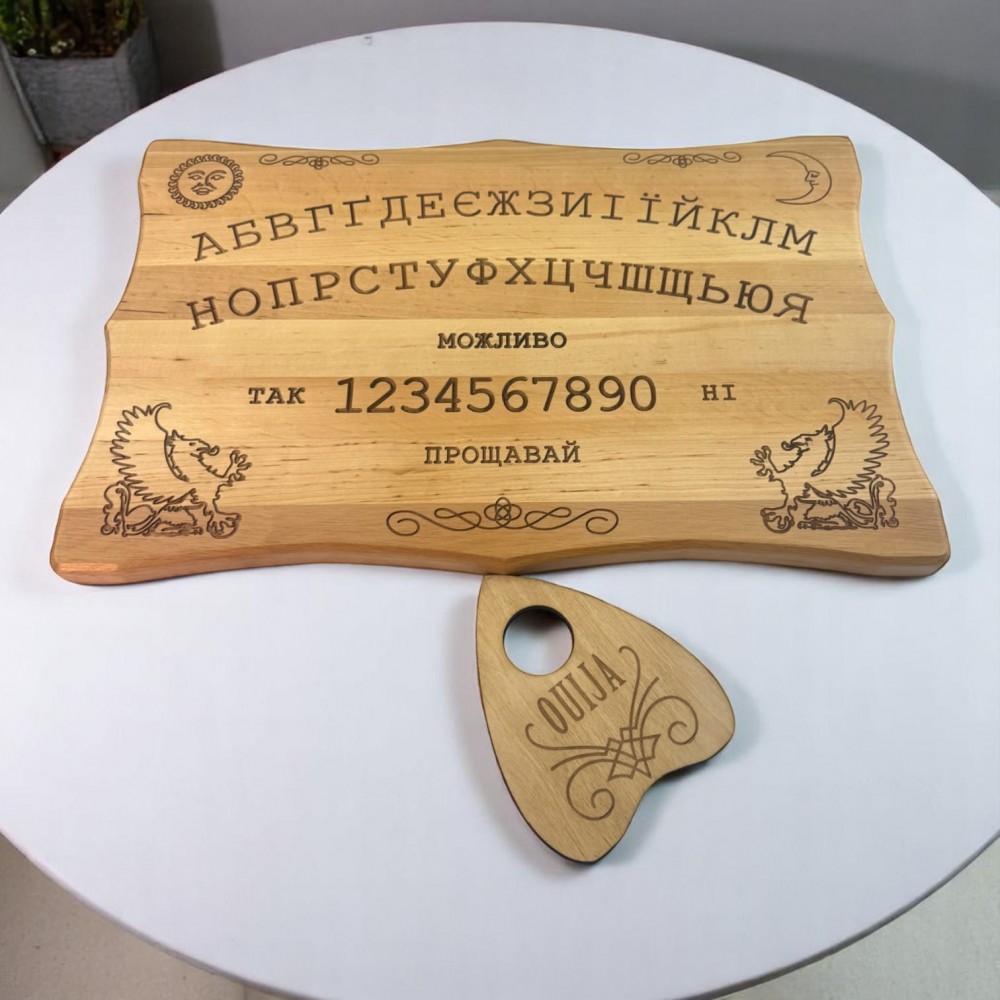 АБВГҐДЕЄЖЗИІЇЙКЛМ
НОПРСТУФХЦЧШЩЬЮЯ
МОЖЛИВО
ТАК 1234567890 НІ
ПРОЩАВАЙ
OUIJA